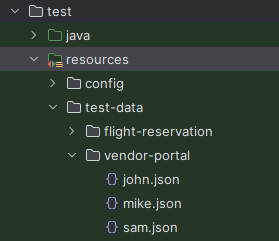 test
java
resources
config
test-data
flight-reservation
vendor-portal
john.json
mike.json
sam.json